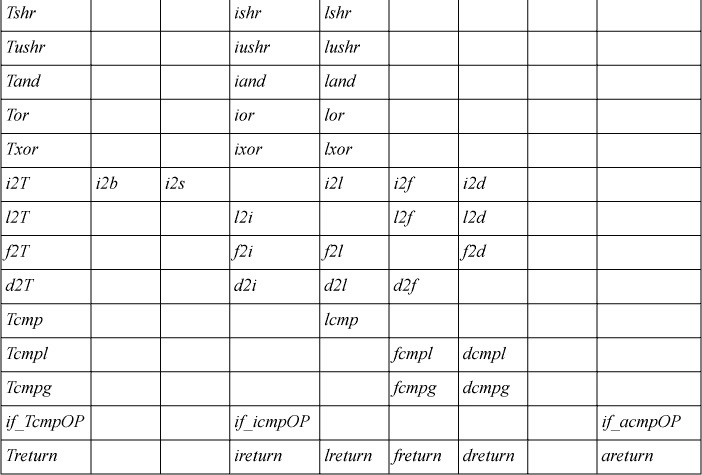 Tshr ishr lshr
Tushr iushr lushr
Tand iand land
Tor ior lor
Txor ixor lxor
i2T i2b i2s i2l i2f i2d
l2T l2i l2f l2d
f2T f2i f2l f2d
d2T d2i d2l d2f
Tcmp lcmp
Tcmpl fcmpl dcmpl
Tcmpg fcmpg dcmpg
if_TcmpOP if_icmpOP if_acmpOP
Treturn ireturn lreturn freturn dreturn areturn